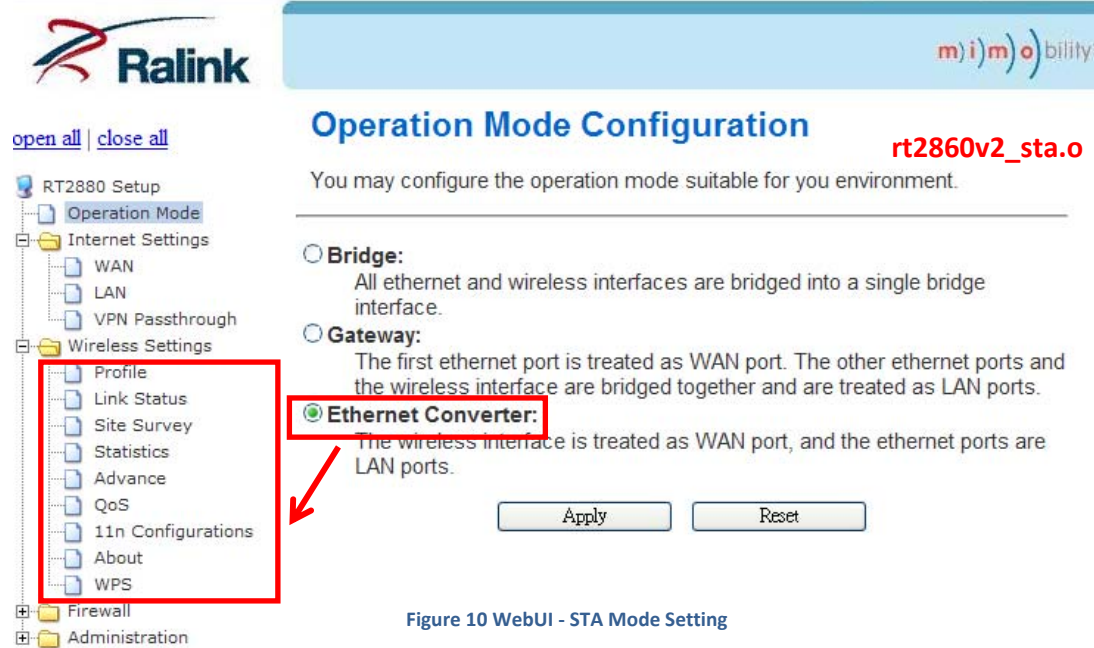 Ralink
m)i)m)o)bility
open all | close all
RT2880 Setup
Operation Mode
Internet Settings
WAN
LAN
VPN Passthrough
Wireless Settings
Profile
Link Status
Site Survey
Statistics
Advance
QoS
11n Configurations
About
WPS
Firewall
Administration
Operation Mode Configuration
rt2860v2_sta.o
You may configure the operation mode suitable for you environment.
Bridge:
All ethernet and wireless interfaces are bridged into a single bridge
interface.
Gateway:
The first ethernet port is treated as WAN port. The other ethernet ports and
the wireless interface are bridged together and are treated as LAN ports.
Ethernet Converter:
The wireless interface is treated as WAN port, and the ethernet ports are
LAN ports.
Apply
Reset
Figure 10 WebUI - STA Mode Setting